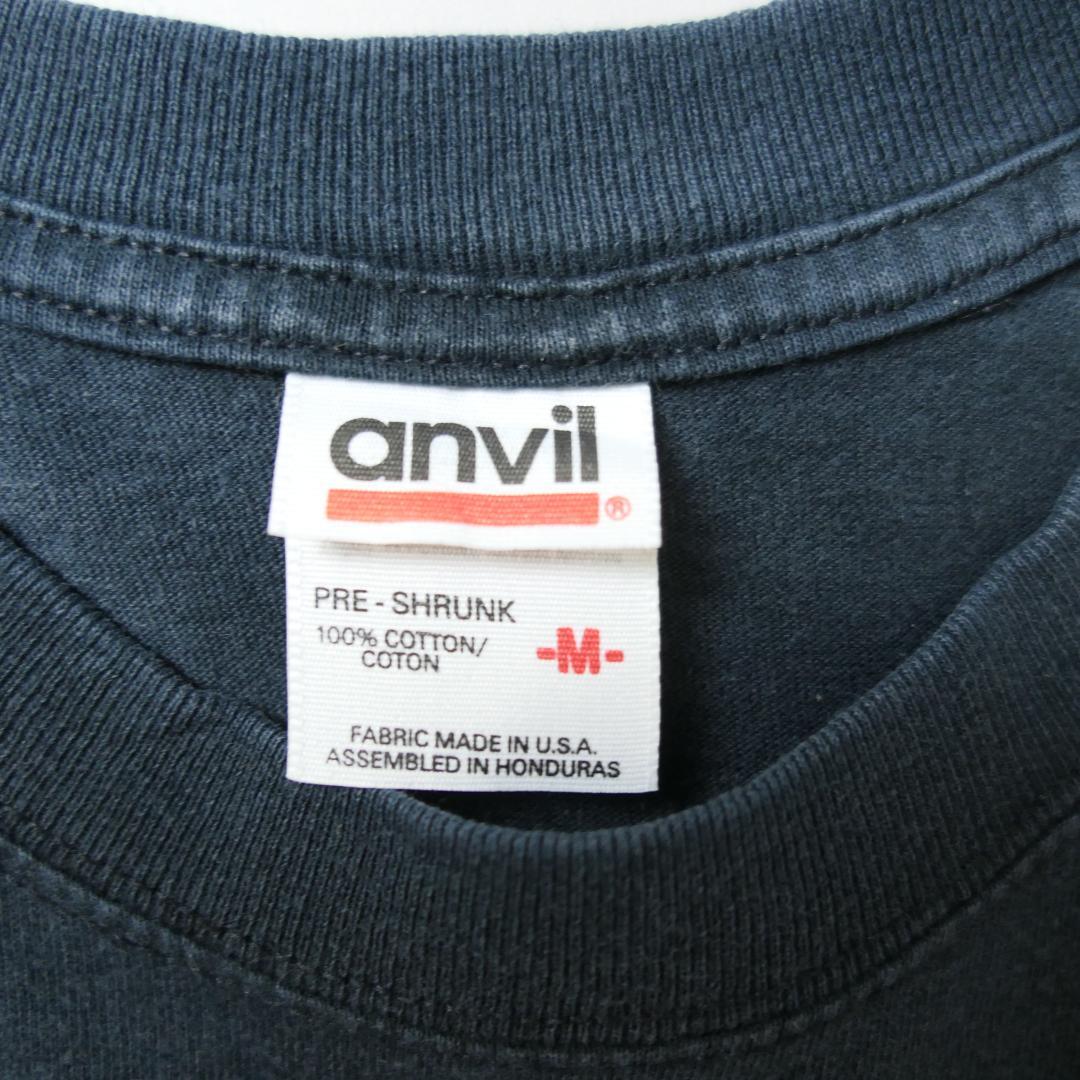 anvil
®
PRE - SHRUNK
100% COTTON/
COTON
-M-
FABRIC MADE IN U.S.A.
ASSEMBLED IN HONDURAS